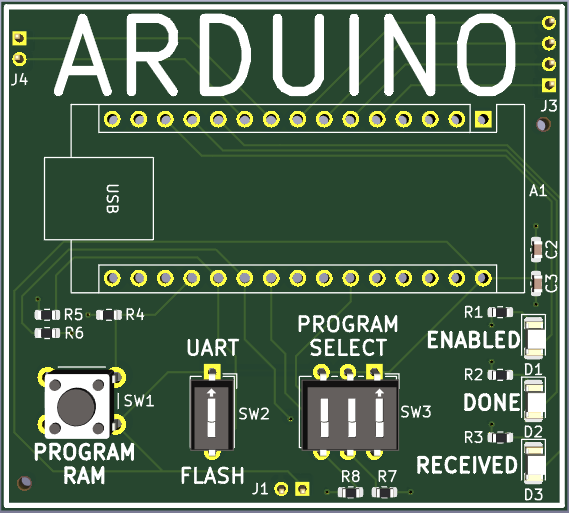 ARDUINO
J4
J3
USB
A1
C2
C3
R5
R4
R6
R1
PROGRAM
SELECT
UART
ENABLED
D1
R2
SW1
SW2
SW3
DONE
D2
R3
PROGRAM
RAM
FLASH
RECEIVED
J1
R8
R7
D3